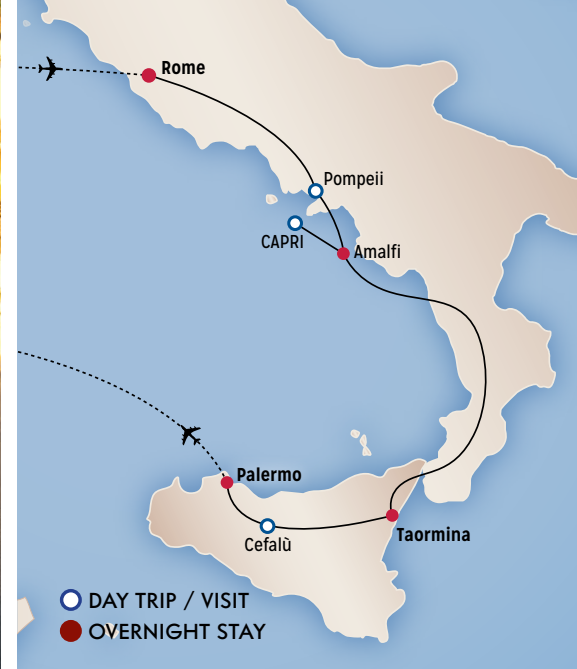 Rome
Pompeii
CAPRI
Amalfi
Palermo
Cefalù
Taormina
DAY TRIP / VISIT
OVERNIGHT STAY